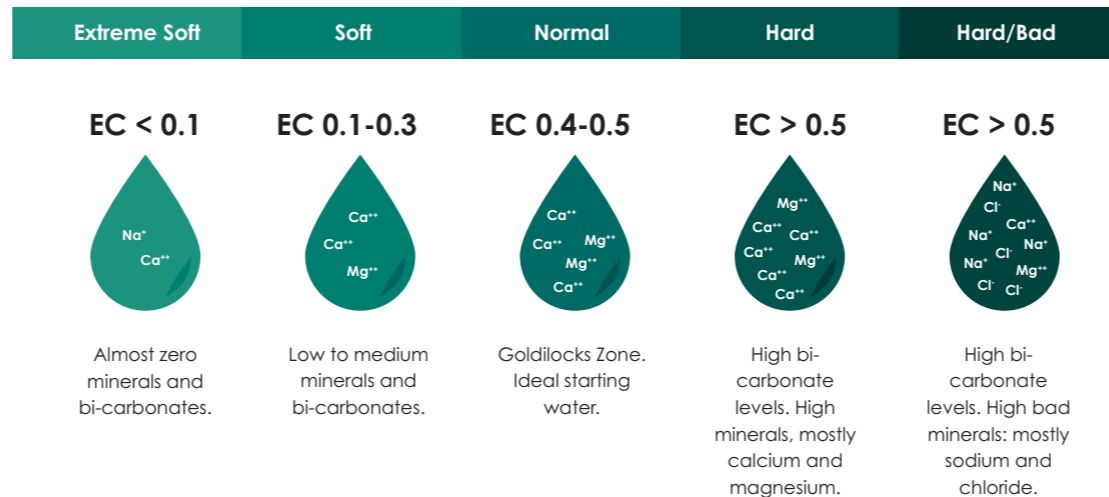 Extreme Soft
Soft
Normal
Hard
Hard/Bad
EC < 0.1
EC 0.1-0.3
EC 0.4-0.5
EC > 0.5
EC > 0.5
Na⁺
Ca⁺⁺
Ca⁺⁺
Ca⁺⁺
Mg⁺⁺
Ca⁺⁺
Ca⁺⁺
Mg⁺⁺
Mg⁺⁺
Ca⁺⁺
Mg⁺⁺
Ca⁺⁺
Ca⁺⁺
Ca⁺⁺
Mg⁺⁺
Ca⁺⁺
Ca⁺⁺
Na⁺
Cl⁻
Ca⁺⁺
Na⁺
Na⁺
Cl⁻
Na⁺
Mg⁺⁺
Cl⁻
Cl⁻
Almost zero
minerals and
bi-carbonates.
Low to medium
minerals and
bi-carbonates.
Goldilocks Zone.
Ideal starting
water.
High bi-
carbonate
levels. High
minerals, mostly
calcium and
magnesium.
High bi-
carbonate
levels. High bad
minerals: mostly
sodium and
chloride.